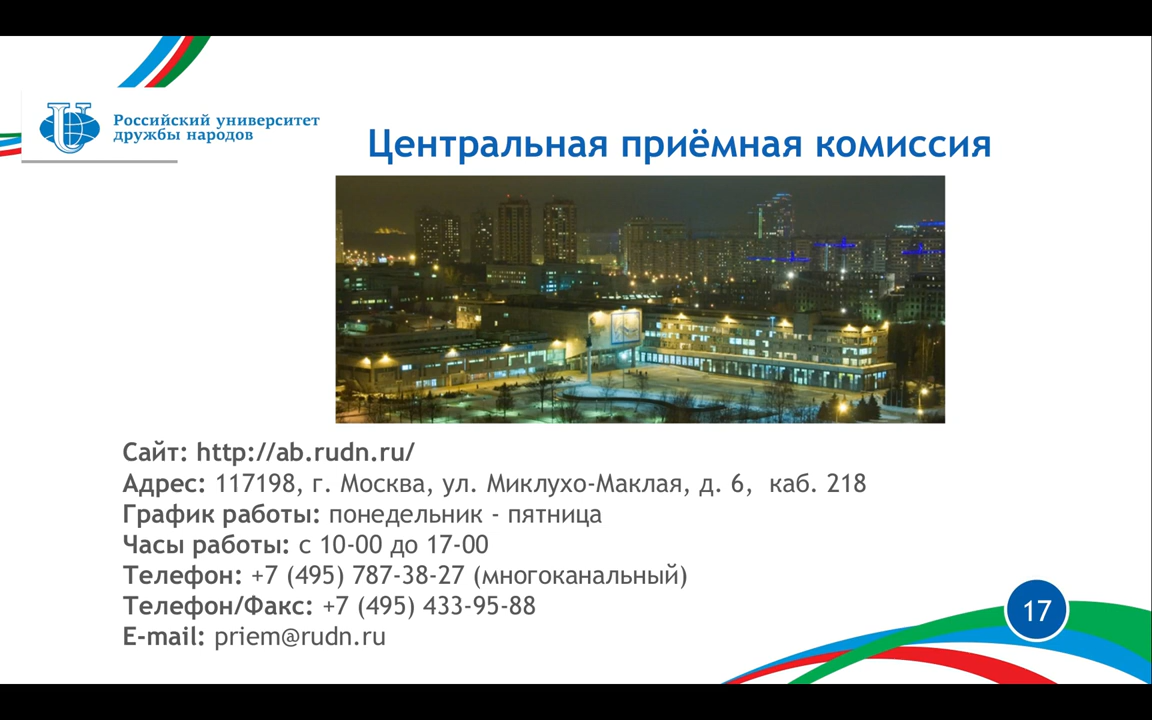 Российский университет
дружбы народов
Центральная приёмная комиссия
Сайт: http://ab.rudn.ru/
Адрес: 117198, г. Москва, ул. Миклухо-Маклая, д. 6, каб. 218
График работы: понедельник - пятница
Часы работы: с 10-00 до 17-00
Телефон: +7 (495) 787-38-27 (многоканальный)
Телефон/Факс: +7 (495) 433-95-88
E-mail: priem@rudn.ru
17